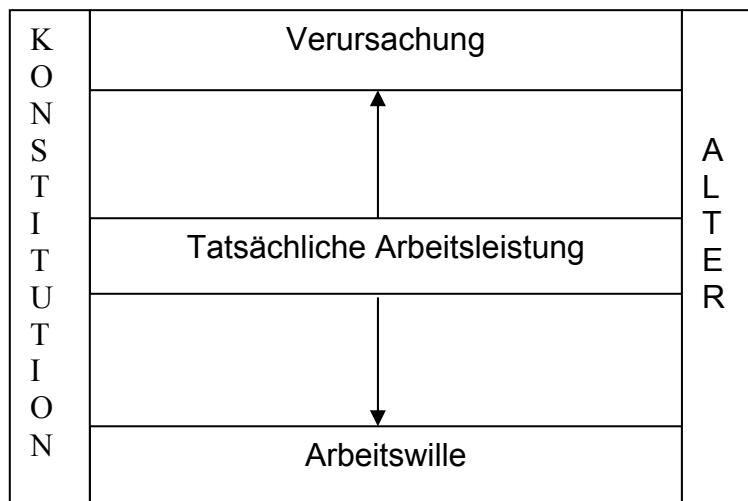 KONSTITUTION
Verursachung
Tatsächliche Arbeitsleistung
Arbeitswille
ALTER